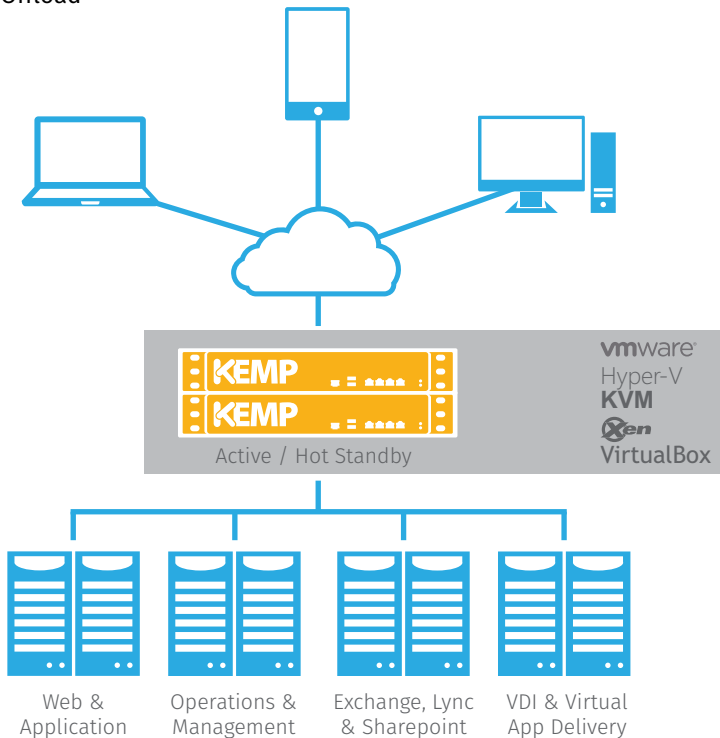 KEMP
KEMP
Active / Hot Standby
vmware
Hyper-V
KVM
Xen
VirtualBox
Web &
Application
Operations &
Management
Exchange, Lync
& Sharepoint
VDI & Virtual
App Delivery